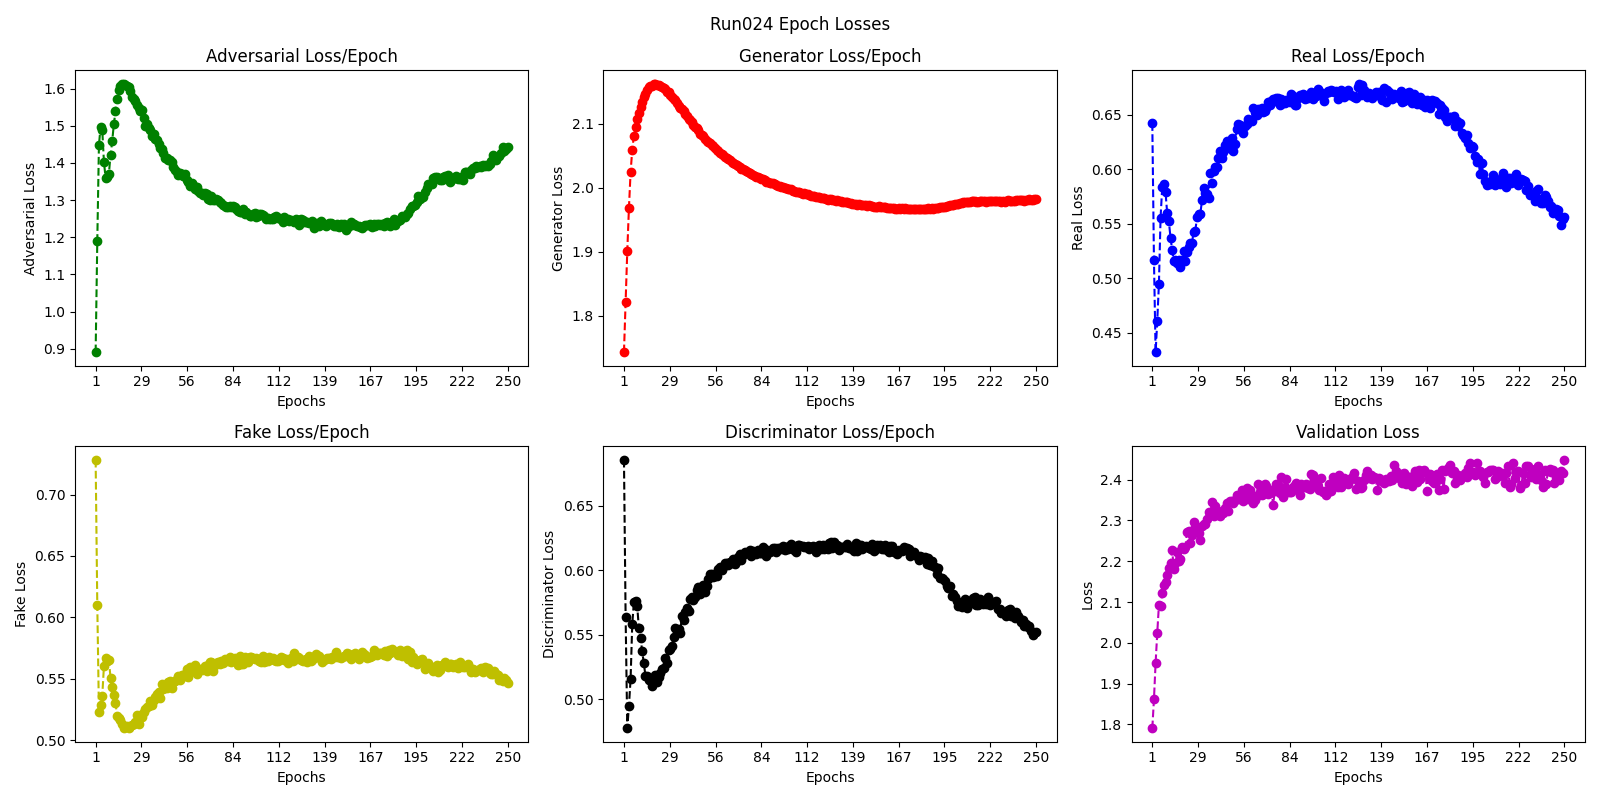 Run024 Epoch Losses
Adversarial Loss/Epoch
Adversarial Loss
1.6
1.5
1.4
1.3
1.2
1.1
1.0
0.9
1 29 56 84 112 139 167 195 222 250
Epochs
Generator Loss/Epoch
Generator Loss
2.1
2.0
1.9
1.8
1 29 56 84 112 139 167 195 222 250
Epochs
Real Loss/Epoch
Real Loss
0.65
0.60
0.55
0.50
0.45
1 29 56 84 112 139 167 195 222 250
Epochs
Fake Loss/Epoch
Fake Loss
0.70
0.65
0.60
0.55
0.50
1 29 56 84 112 139 167 195 222 250
Epochs
Discriminator Loss/Epoch
Discriminator Loss
0.65
0.60
0.55
0.50
1 29 56 84 112 139 167 195 222 250
Epochs
Validation Loss
Loss
2.4
2.3
2.2
2.1
2.0
1.9
1.8
1 29 56 84 112 139 167 195 222 250
Epochs